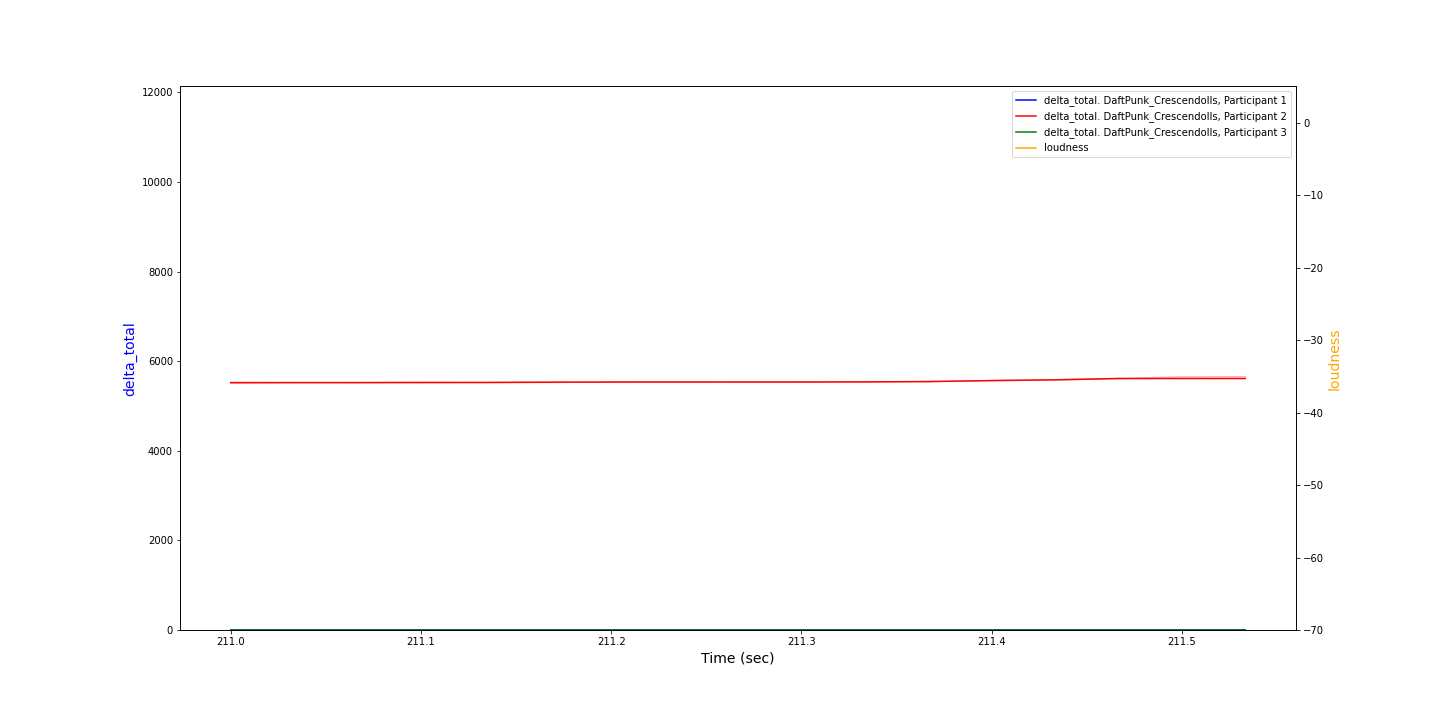 12000
10000
8000
6000
4000
2000
0
delta_total
delta_total. DaftPunk_Crescendolls, Participant 1
delta_total. DaftPunk_Crescendolls, Participant 2
delta_total. DaftPunk_Crescendolls, Participant 3
loudness
0
−10
−20
−30
−40
−50
−60
−70
loudness
211.0 211.1 211.2 211.3 211.4 211.5
Time (sec)